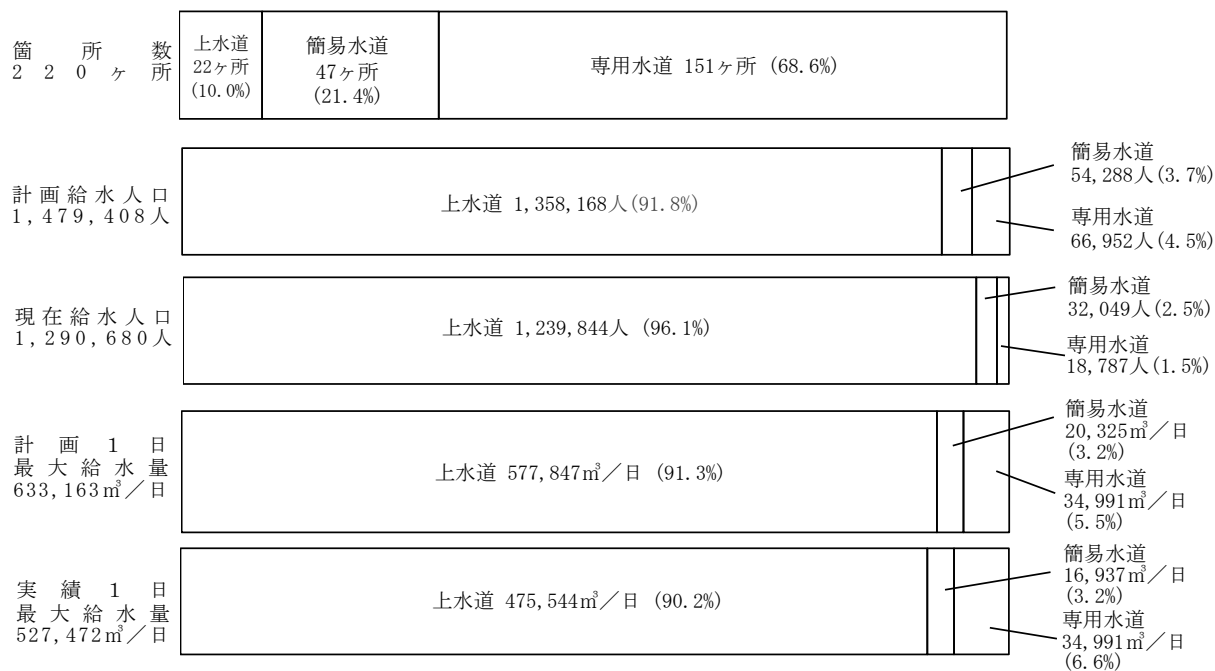 箇所数
220ヶ所
上水道
22ヶ所
(10.0%)
簡易水道
47ヶ所
(21.4%)
専用水道 151ヶ所 (68.6%)
計画給水人口
1,479,408人
上水道 1,358,168人(91.8%)
簡易水道
54,288人(3.7%)
専用水道
66,952人(4.5%)
現在給水人口
1,290,680人
上水道 1,239,844人 (96.1%)
簡易水道
32,049人(2.5%)
専用水道
18,787人(1.5%)
計画1日
最大給水量
633,163㎥/日
上水道 577,847㎥/日 (91.3%)
簡易水道
20,325㎥/日
(3.2%)
専用水道
34,991㎥/日
(5.5%)
実績1日
最大給水量
527,472㎥/日
上水道 475,544㎥/日 (90.2%)
簡易水道
16,937㎥/日
(3.2%)
専用水道
34,991㎥/日
(6.6%)